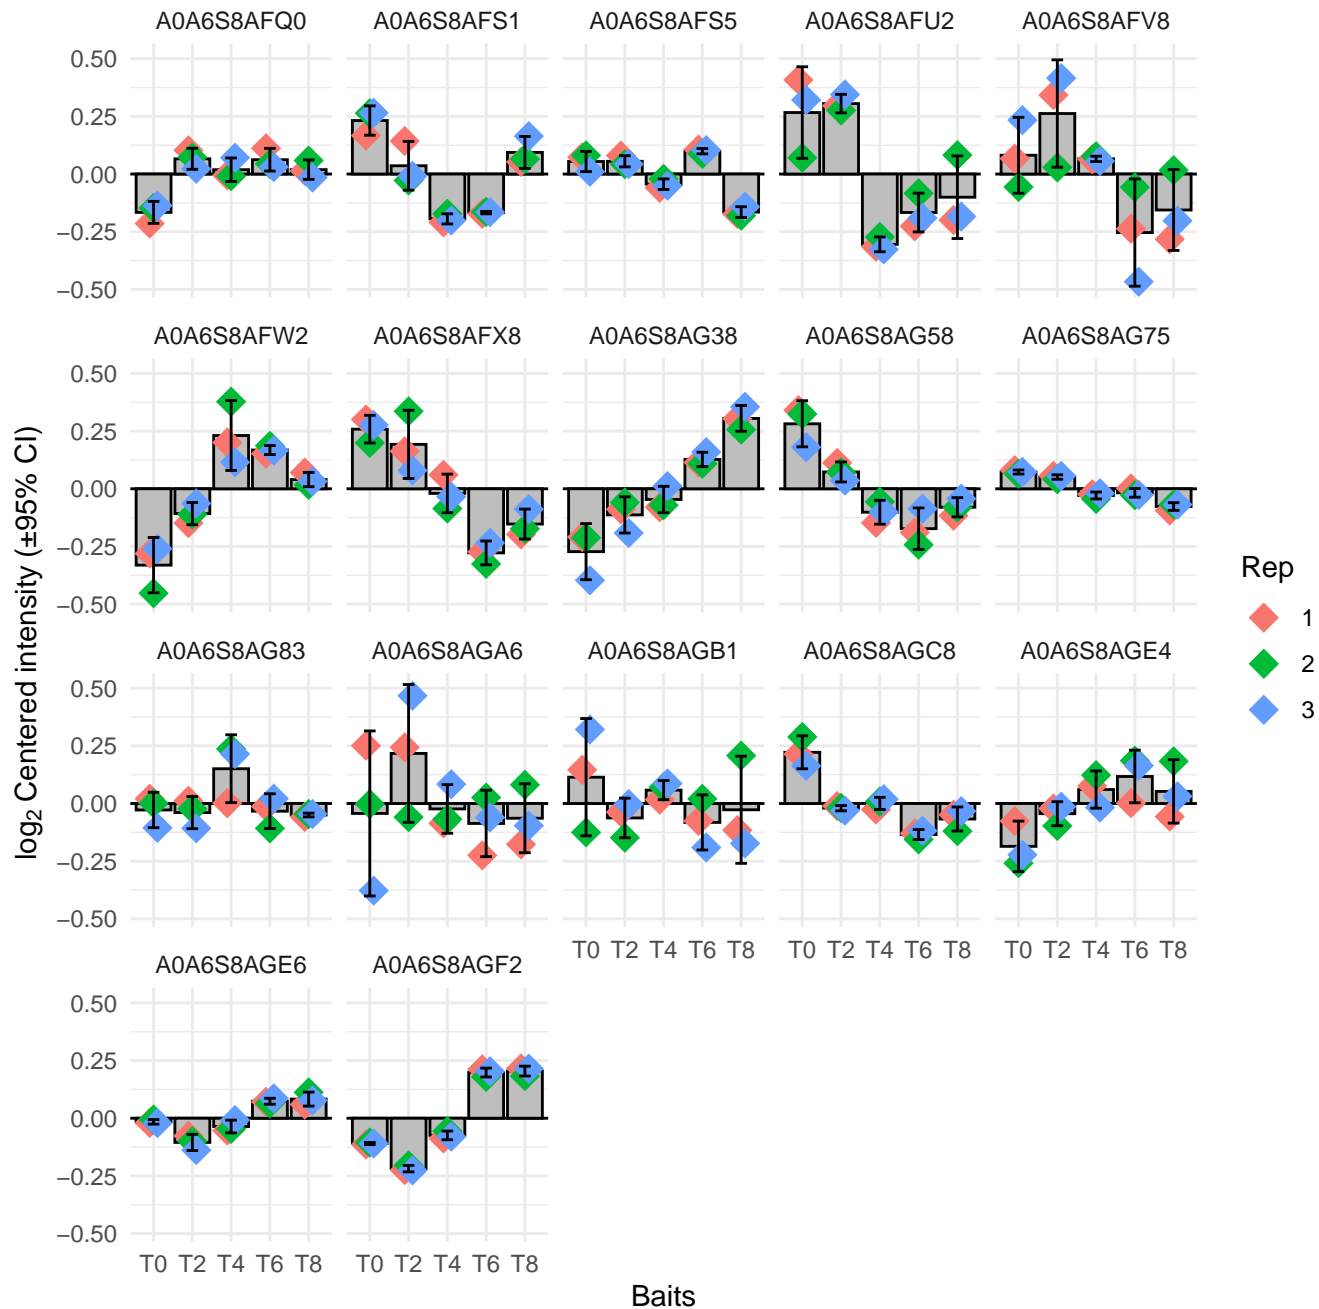 A0A6S8AFQ0 A0A6S8AFS1 A0A6S8AFS5 A0A6S8AFU2 A0A6S8AFV8
0.50
0.25
0.00
−0.25
−0.50
A0A6S8AFW2 A0A6S8AFX8 A0A6S8AG38 A0A6S8AG58 A0A6S8AG75
0.50
0.25
0.00
−0.25
−0.50
A0A6S8AG83 A0A6S8AGA6 A0A6S8AGB1 A0A6S8AGC8 A0A6S8AGE4
0.50
0.25
0.00
−0.25
−0.50
T0 T2 T4 T6 T8 T0 T2 T4 T6 T8 T0 T2 T4 T6 T8
A0A6S8AGE6 A0A6S8AGF2
0.50
0.25
0.00
−0.25
−0.50
T0 T2 T4 T6 T8 T0 T2 T4 T6 T8
Baits
log2 Centered intensity (±95% CI)
Rep
1
2
3